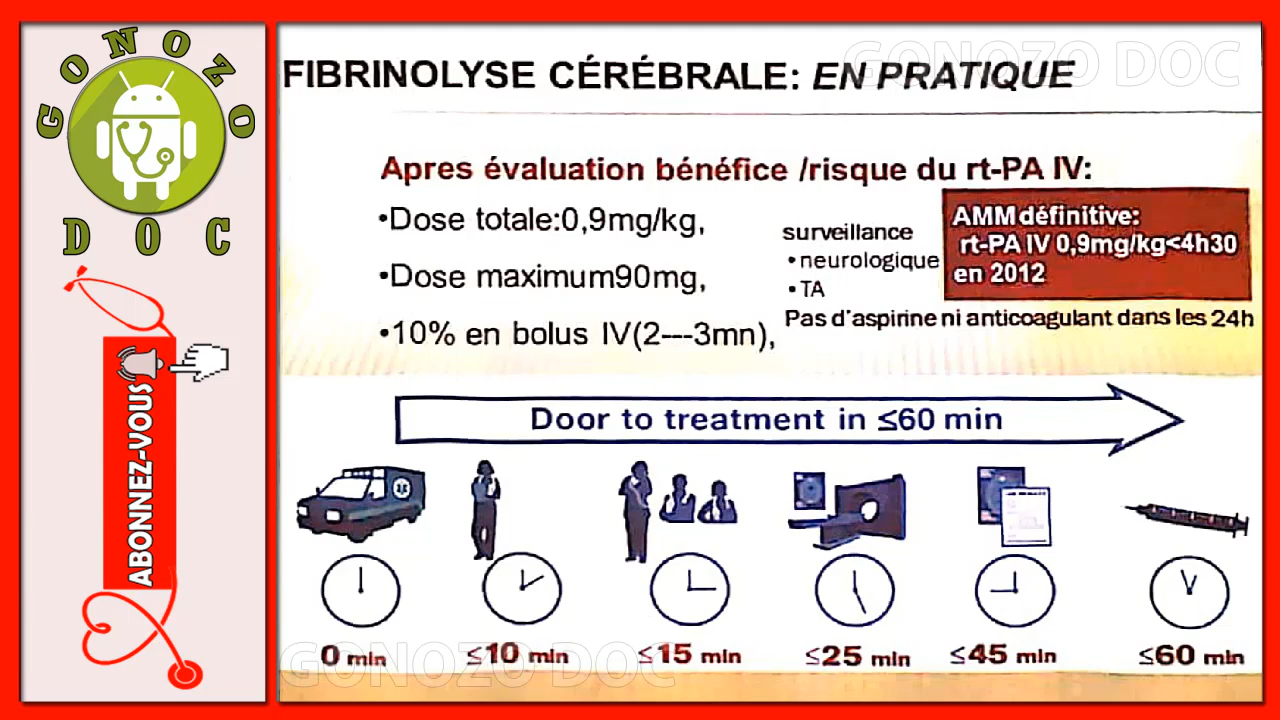 GONOZO
DOC
ABONNEZ-VOUS
GONOZO DOC
FIBRINOLYSE CÉRÉBRALE: EN PRATIQUE
Apres évaluation bénéfice /risque du rt-PA IV:
•Dose totale:0,9mg/kg,
•Dose maximum90mg,
•10% en bolus IV(2---3mn),
surveillance
•neurologique
•TA
Pas d'aspirine ni anticoagulant dans les 24h
AMM définitive:
rt-PA IV 0,9mg/kg<4h30
en 2012
Door to treatment in ≤60 min
0 min
≤10 min
≤15 min
≤25 min
≤45 min
≤60 min
GONOZO DOC